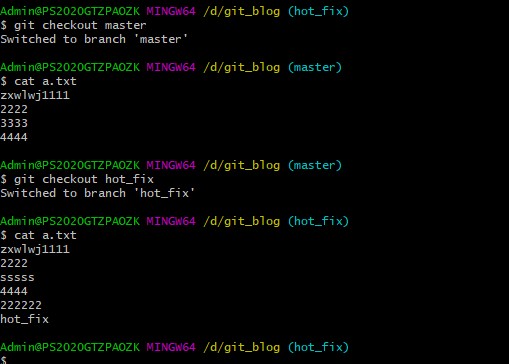 Admin@PS2020GTZPAOZK MINGW64 /d/git_blog (hot_fix)
$ git checkout master
Switched to branch 'master'
Admin@PS2020GTZPAOZK MINGW64 /d/git_blog (master)
$ cat a.txt
zxwlwj1111
2222
3333
4444
Admin@PS2020GTZPAOZK MINGW64 /d/git_blog (master)
$ git checkout hot_fix
Switched to branch 'hot_fix'
Admin@PS2020GTZPAOZK MINGW64 /d/git_blog (hot_fix)
$ cat a.txt
zxwlwj1111
2222
sssss
4444
222222
hot_fix
Admin@PS2020GTZPAOZK MINGW64 /d/git_blog (hot_fix)
$